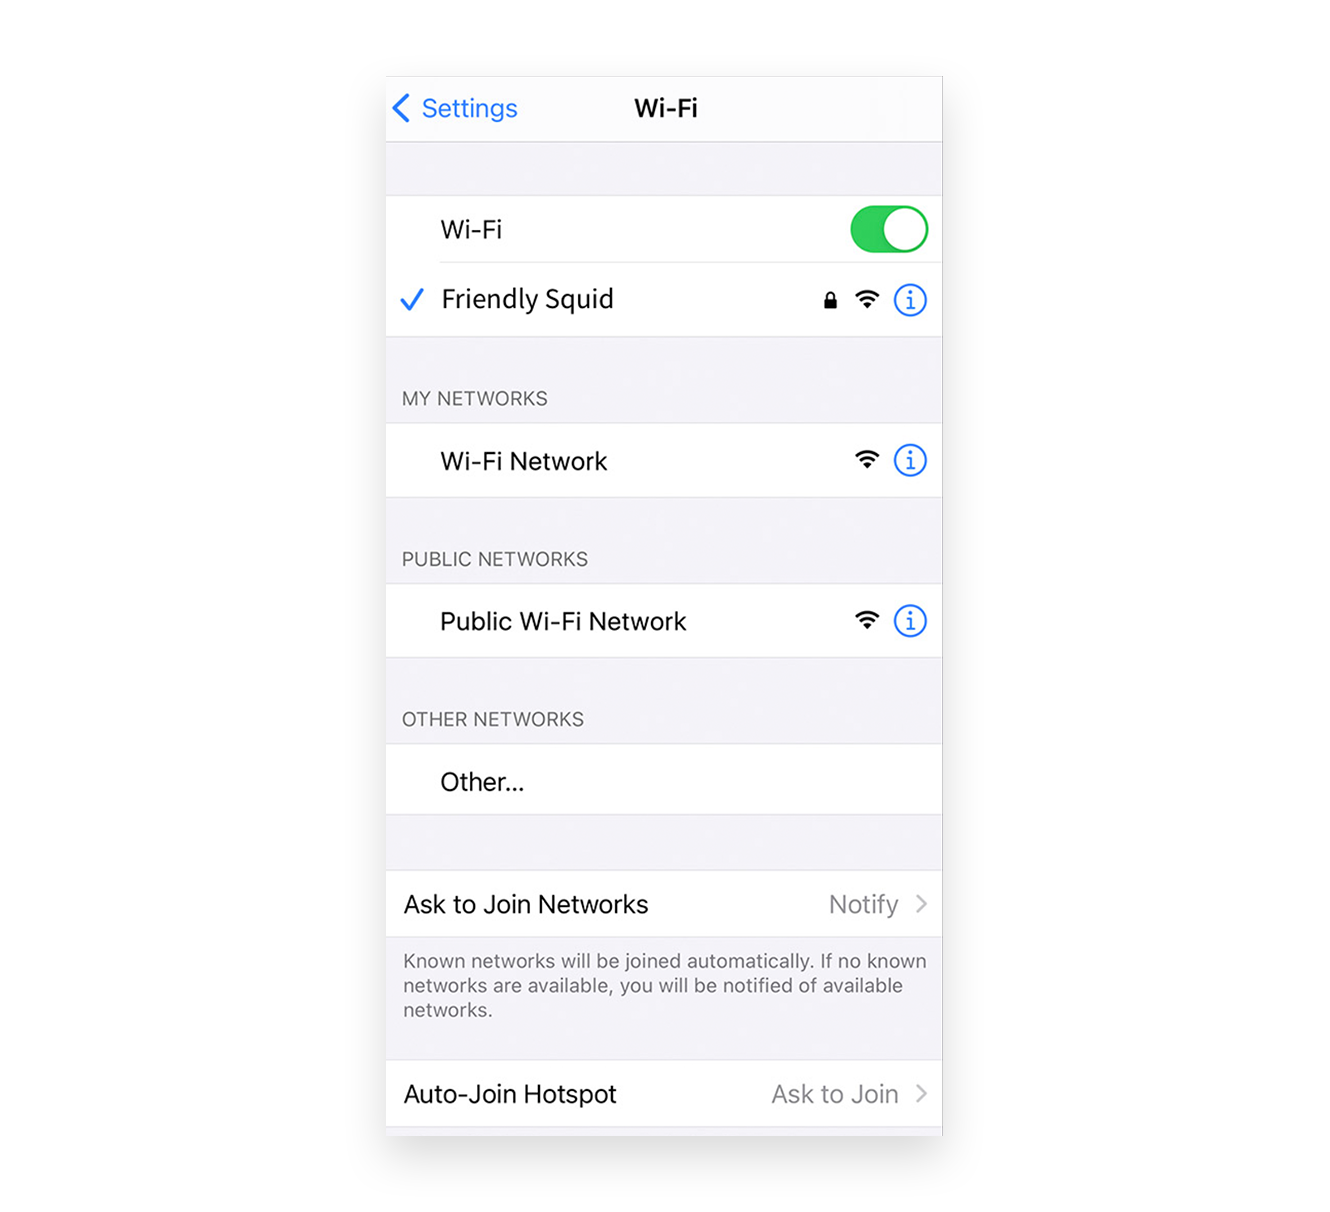 Settings
Wi-Fi
Wi-Fi
Friendly Squid
MY NETWORKS
Wi-Fi Network
PUBLIC NETWORKS
Public Wi-Fi Network
OTHER NETWORKS
Other...
Ask to Join Networks Notify
Known networks will be joined automatically. If no known
networks are available, you will be notified of available
networks.
Auto-Join Hotspot Ask to Join